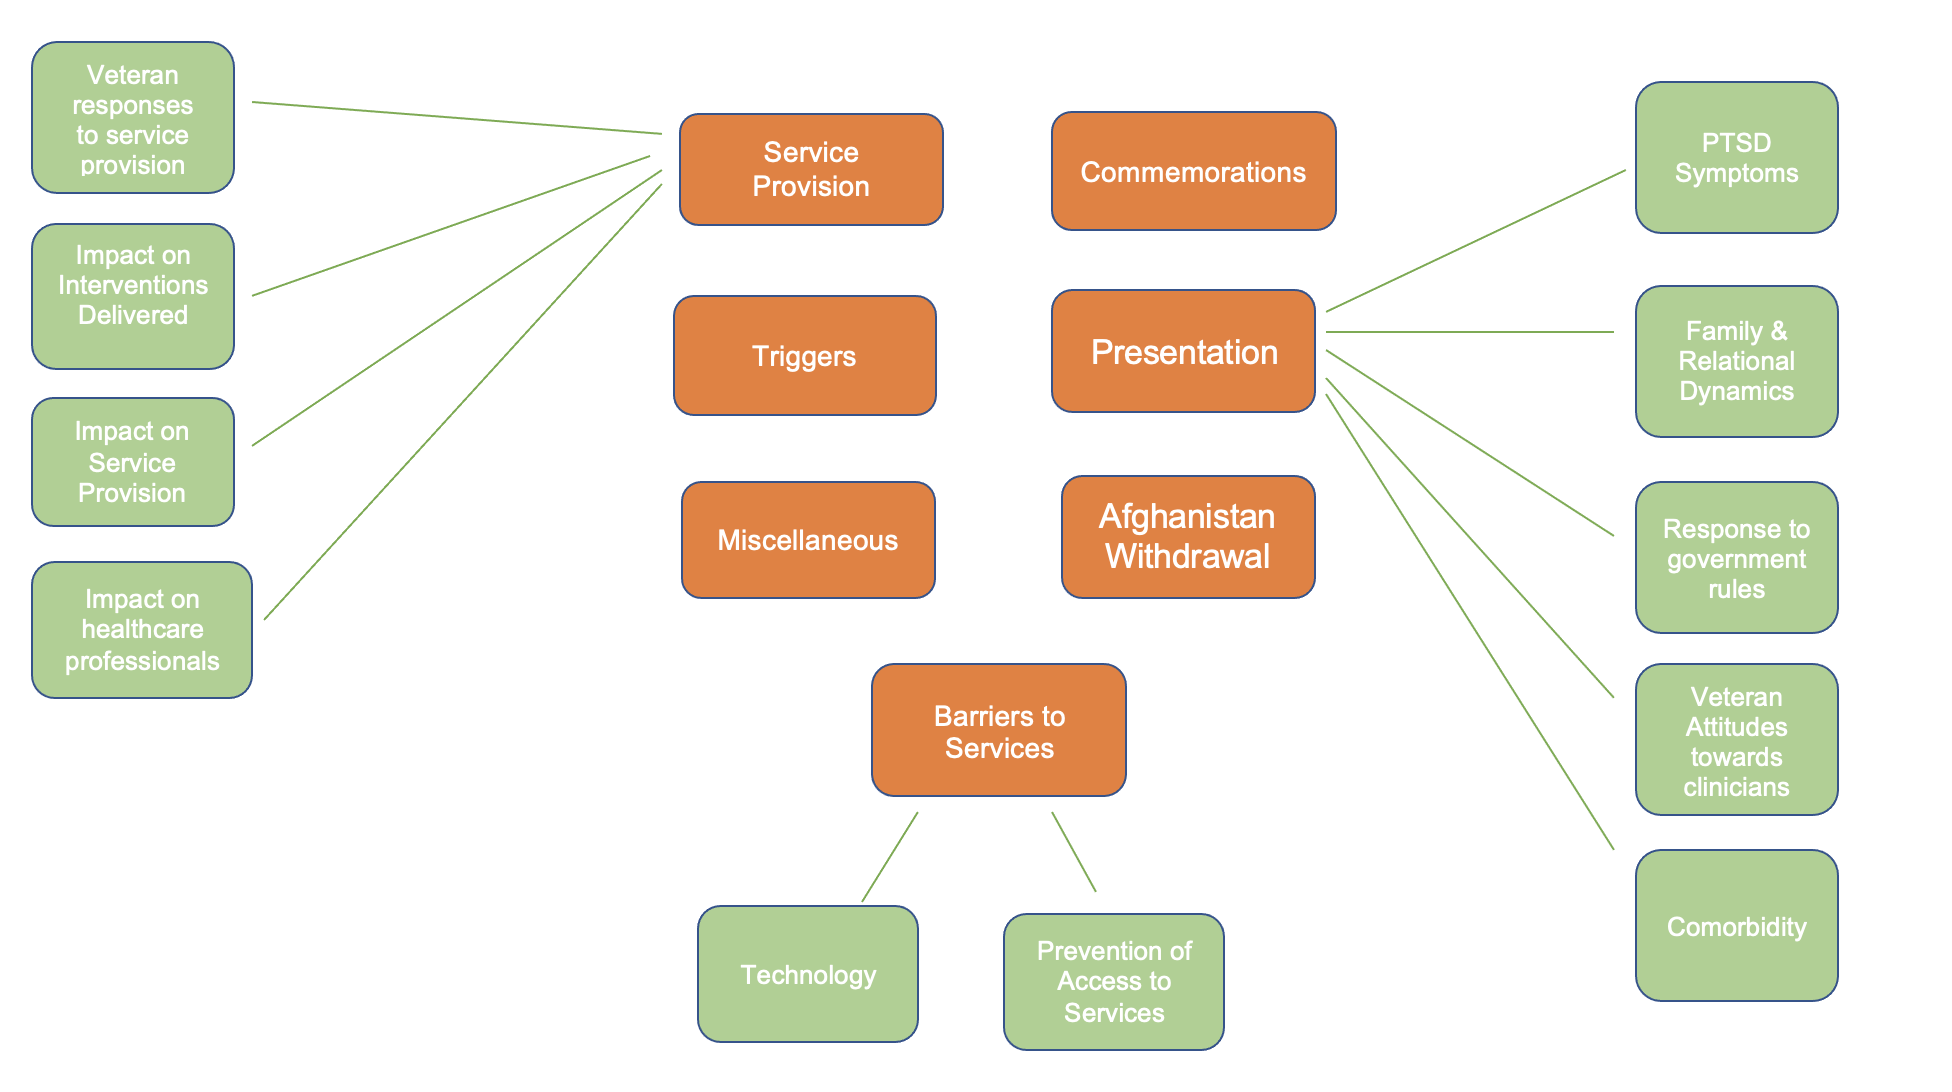 Veteran
responses
to service
provision
Impact on
Interventions
Delivered
Impact on
Service
Provision
Impact on
healthcare
professionals
Service
Provision
Triggers
Miscellaneous
Commemorations
Presentation
Afghanistan
Withdrawal
Barriers to
Services
Technology
Prevention of
Access to
Services
PTSD
Symptoms
Family &
Relational
Dynamics
Response to
government
rules
Veteran
Attitudes
towards
clinicians
Comorbidity